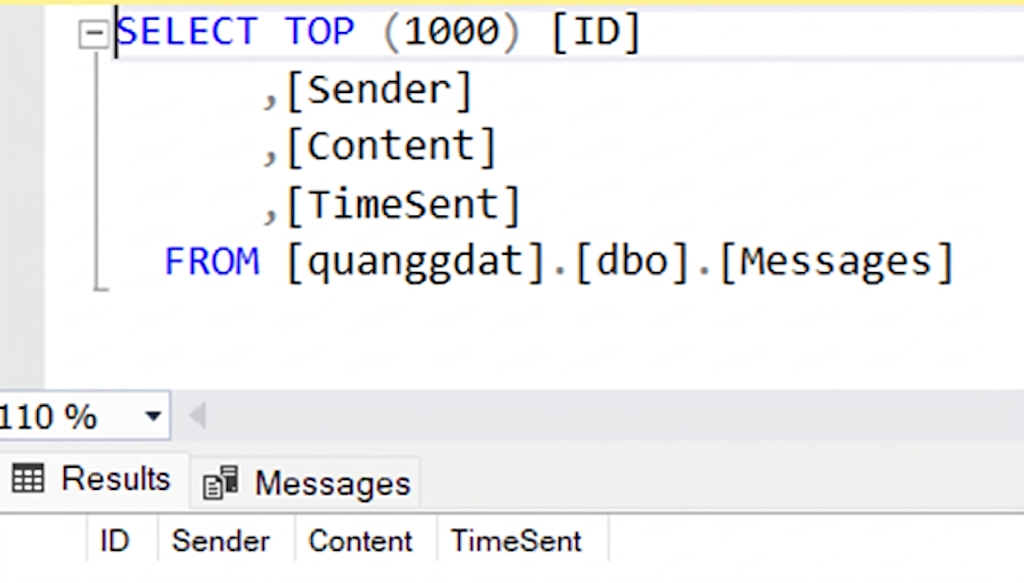 SELECT TOP (1000) [ID]
,[Sender]
,[Content]
,[TimeSent]
FROM [quanggdat].[dbo].[Messages]
110 %
Results Messages
ID Sender Content TimeSent